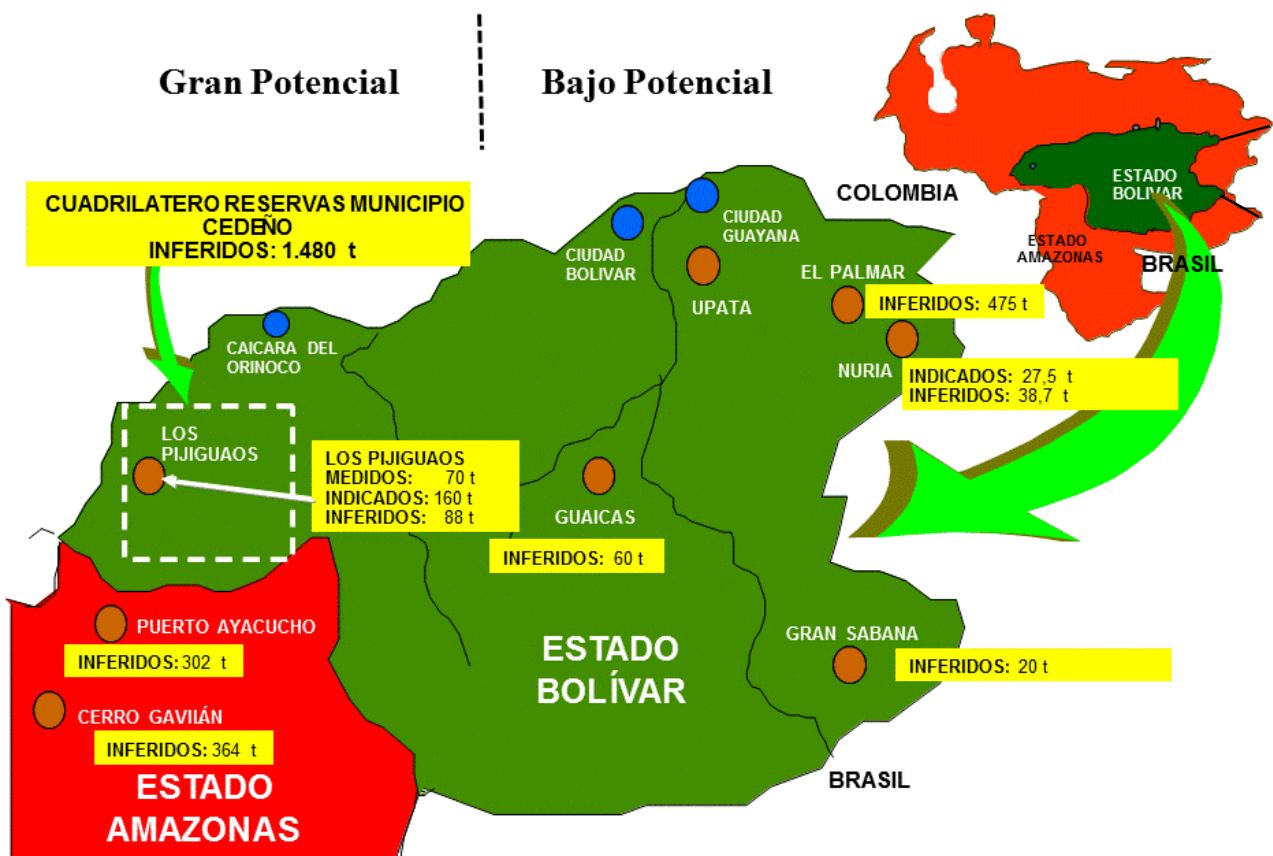 Gran Potencial
Bajo Potencial
CUADRILATERO RESERVAS MUNICIPIO
CEDEÑO
INFERIDOS: 1.480 t
COLOMBIA
ESTADO
BOLIVAR
ESTADO
AMAZONAS
BRASIL
CIUDAD
GUAYANA
CIUDAD
BOLIVAR
UPATA
EL PALMAR
INFERIDOS: 475 t
NURIA
INDICADOS: 27,5 t
INFERIDOS: 38,7 t
CAICARA DEL
ORINOCO
LOS
PIJIGUAOS
LOS PIJIGUAOS
MEDIDOS: 70 t
INDICADOS: 160 t
INFERIDOS: 88 t
GUAICAS
INFERIDOS: 60 t
PUERTO AYACUCHO
INFERIDOS: 302 t
CERRO GAVILÁN
INFERIDOS: 364 t
ESTADO
AMAZONAS
ESTADO
BOLÍVAR
GRAN SABANA
INFERIDOS: 20 t
BRASIL